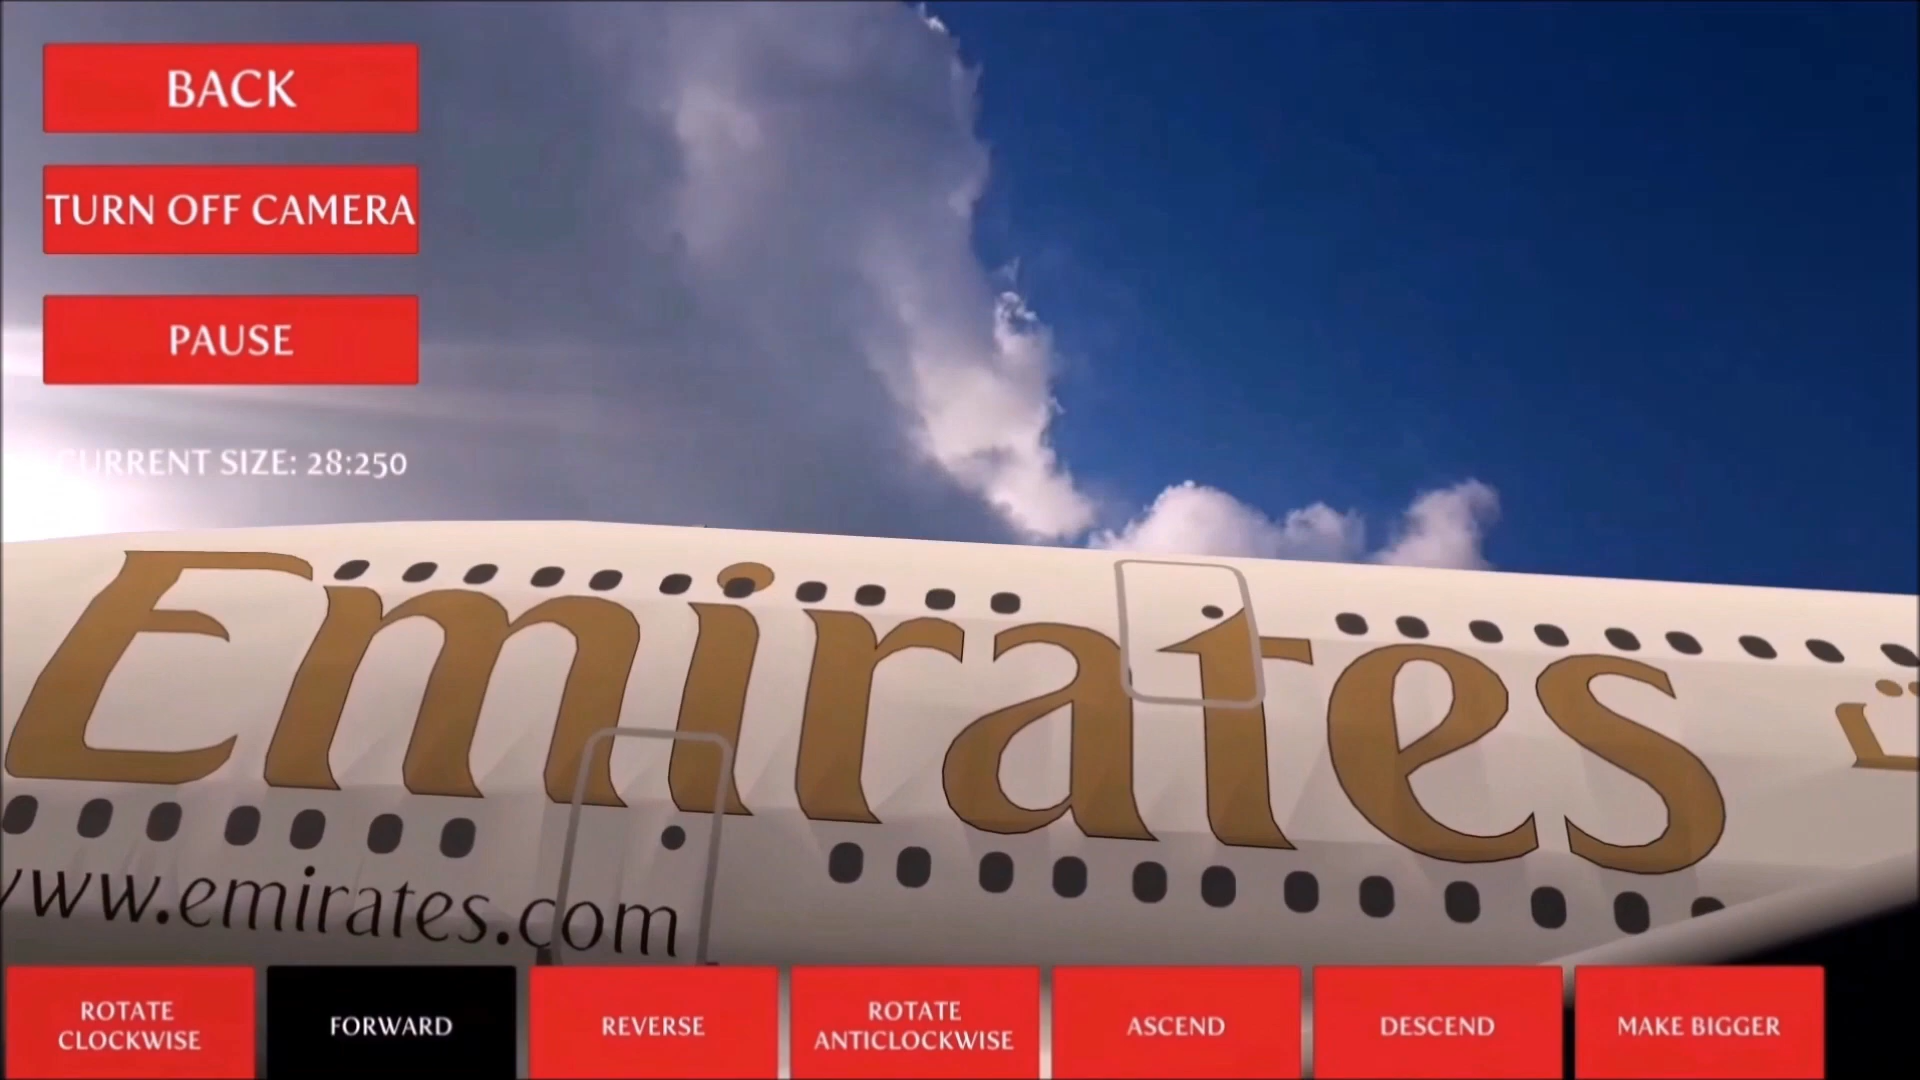 BACK
TURN OFF CAMERA
PAUSE
CURRENT SIZE: 28:250
Emirates
www.emirates.com
ROTATE
CLOCKWISE
FORWARD
REVERSE
ROTATE
ANTICLOCKWISE
ASCEND
DESCEND
MAKE BIGGER